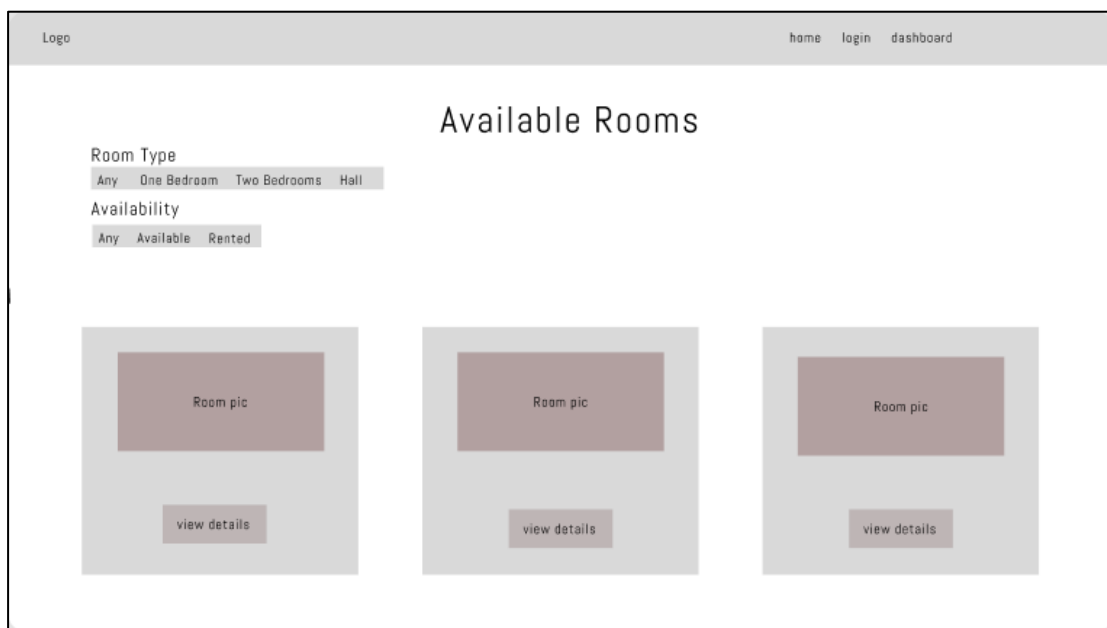 Logo home login dashboard
Available Rooms
Room Type
Any One Bedroom Two Bedrooms Hall
Availability
Any Available Rented
Room pic Room pic Room pic
view details view details view details